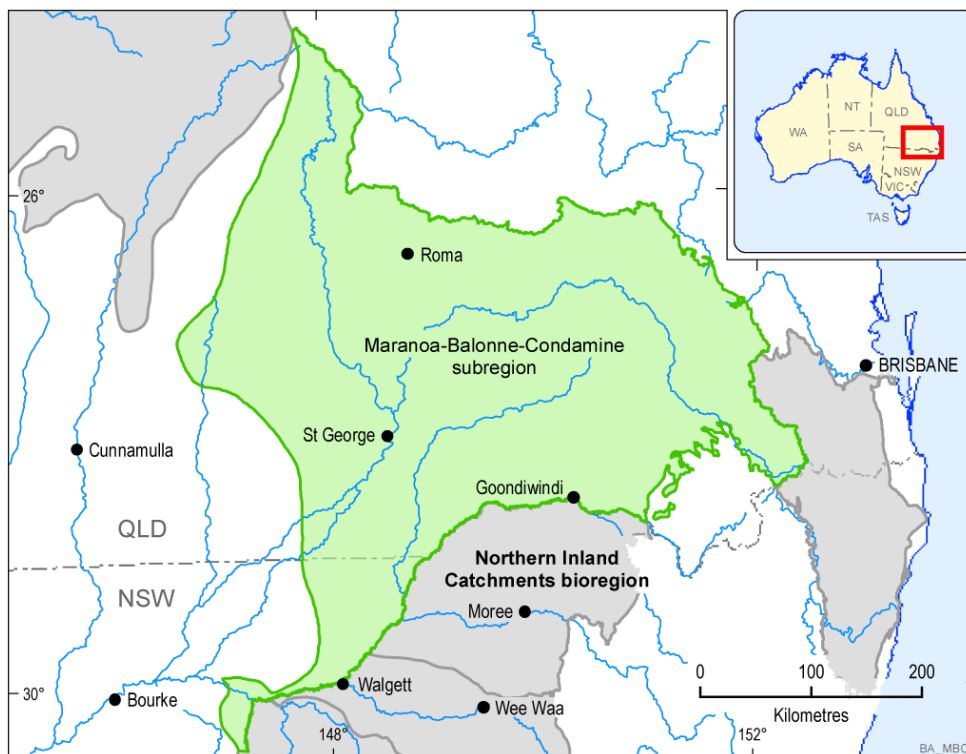 NT
QLD
WA
SA
NSW
VIC
TAS
26°
Roma
Maranoa-Balonne-Condamine
subregion
BRISBANE
St George
Cunnamulla
Goondiwindi
QLD
Northern Inland
Catchments bioregion
NSW
Moree
0 100 200
Kilometres
30°
Bourke
Walgett
Wee Waa
148°
152°